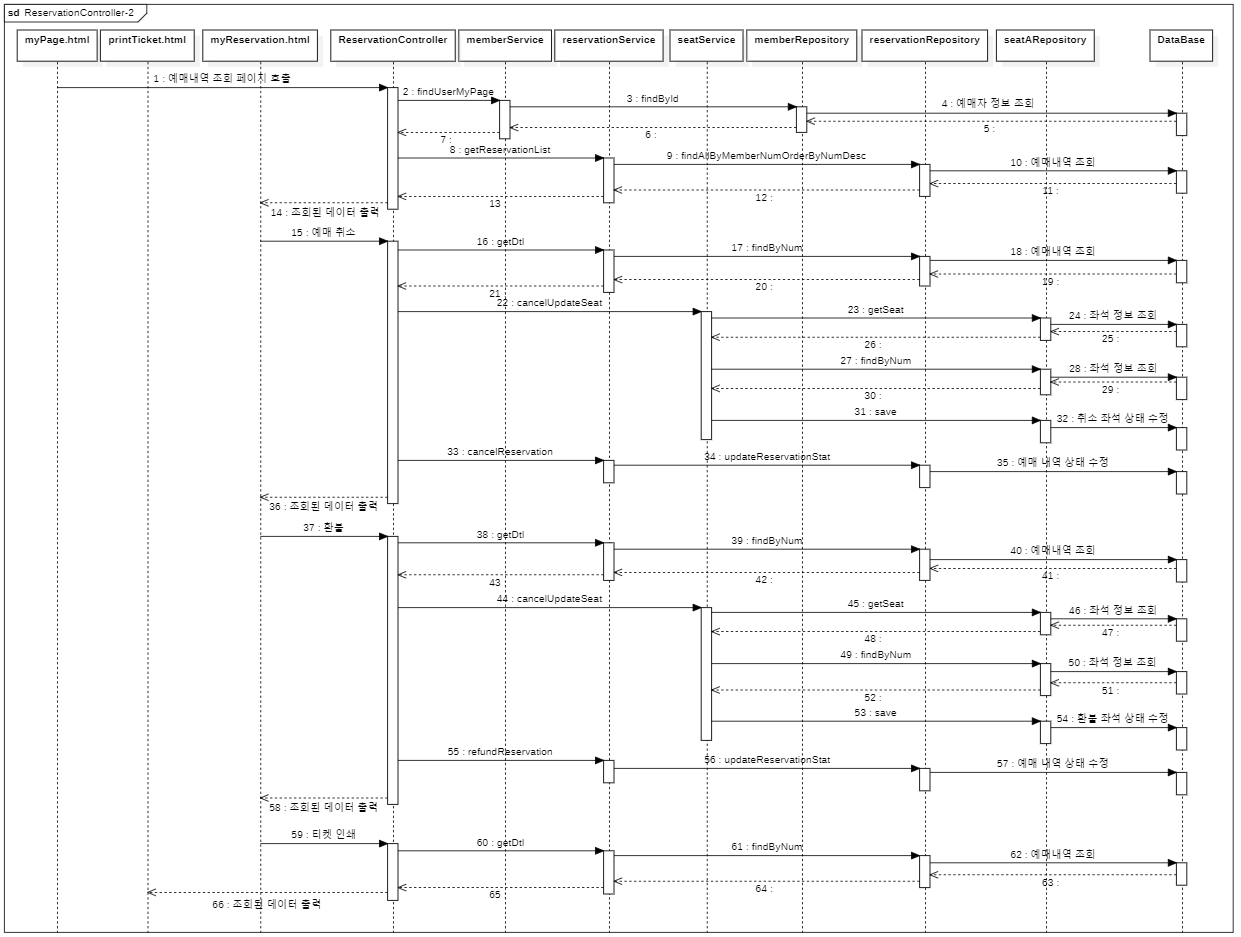 sd ReservationController-2
myPage.html
printTicket.html
myReservation.html
ReservationController
memberService
reservationService
seatService
memberRepository
reservationRepository
seatARepository
DataBase
1 : 예매내역 조회 페이지 호출
2 : findUserMyPage
3 : findById
4 : 예매자 정보 조회
5 :
6 :
7 :
8 : getReservationList
9 : findAllByMemberNumOrderByNumDesc
10 : 예매내역 조회
11 :
12 :
13
14 : 조회된 데이터 출력
15 : 예매 취소
16 : getDtl
17 : findByNum
18 : 예매내역 조회
19 :
20 :
21
22 : cancelUpdateSeat
23 : getSeat
24 : 좌석 정보 조회
25 :
26 :
27 : findByNum
28 : 좌석 정보 조회
29 :
30 :
31 : save
32 : 취소 좌석 상태 수정
33 : cancelReservation
34 : updateReservationStat
35 : 예매 내역 상태 수정
36 : 조회된 데이터 출력
37 : 환불
38 : getDtl
39 : findByNum
40 : 예매내역 조회
41 :
42 :
43
44 : cancelUpdateSeat
45 : getSeat
46 : 좌석 정보 조회
47 :
48 :
49 : findByNum
50 : 좌석 정보 조회
51 :
52 :
53 : save
54 : 환불 좌석 상태 수정
55 : refundReservation
56 : updateReservationStat
57 : 예매 내역 상태 수정
58 : 조회된 데이터 출력
59 : 티켓 인쇄
60 : getDtl
61 : findByNum
62 : 예매내역 조회
63 :
64 :
65
66 : 조회된 데이터 출력